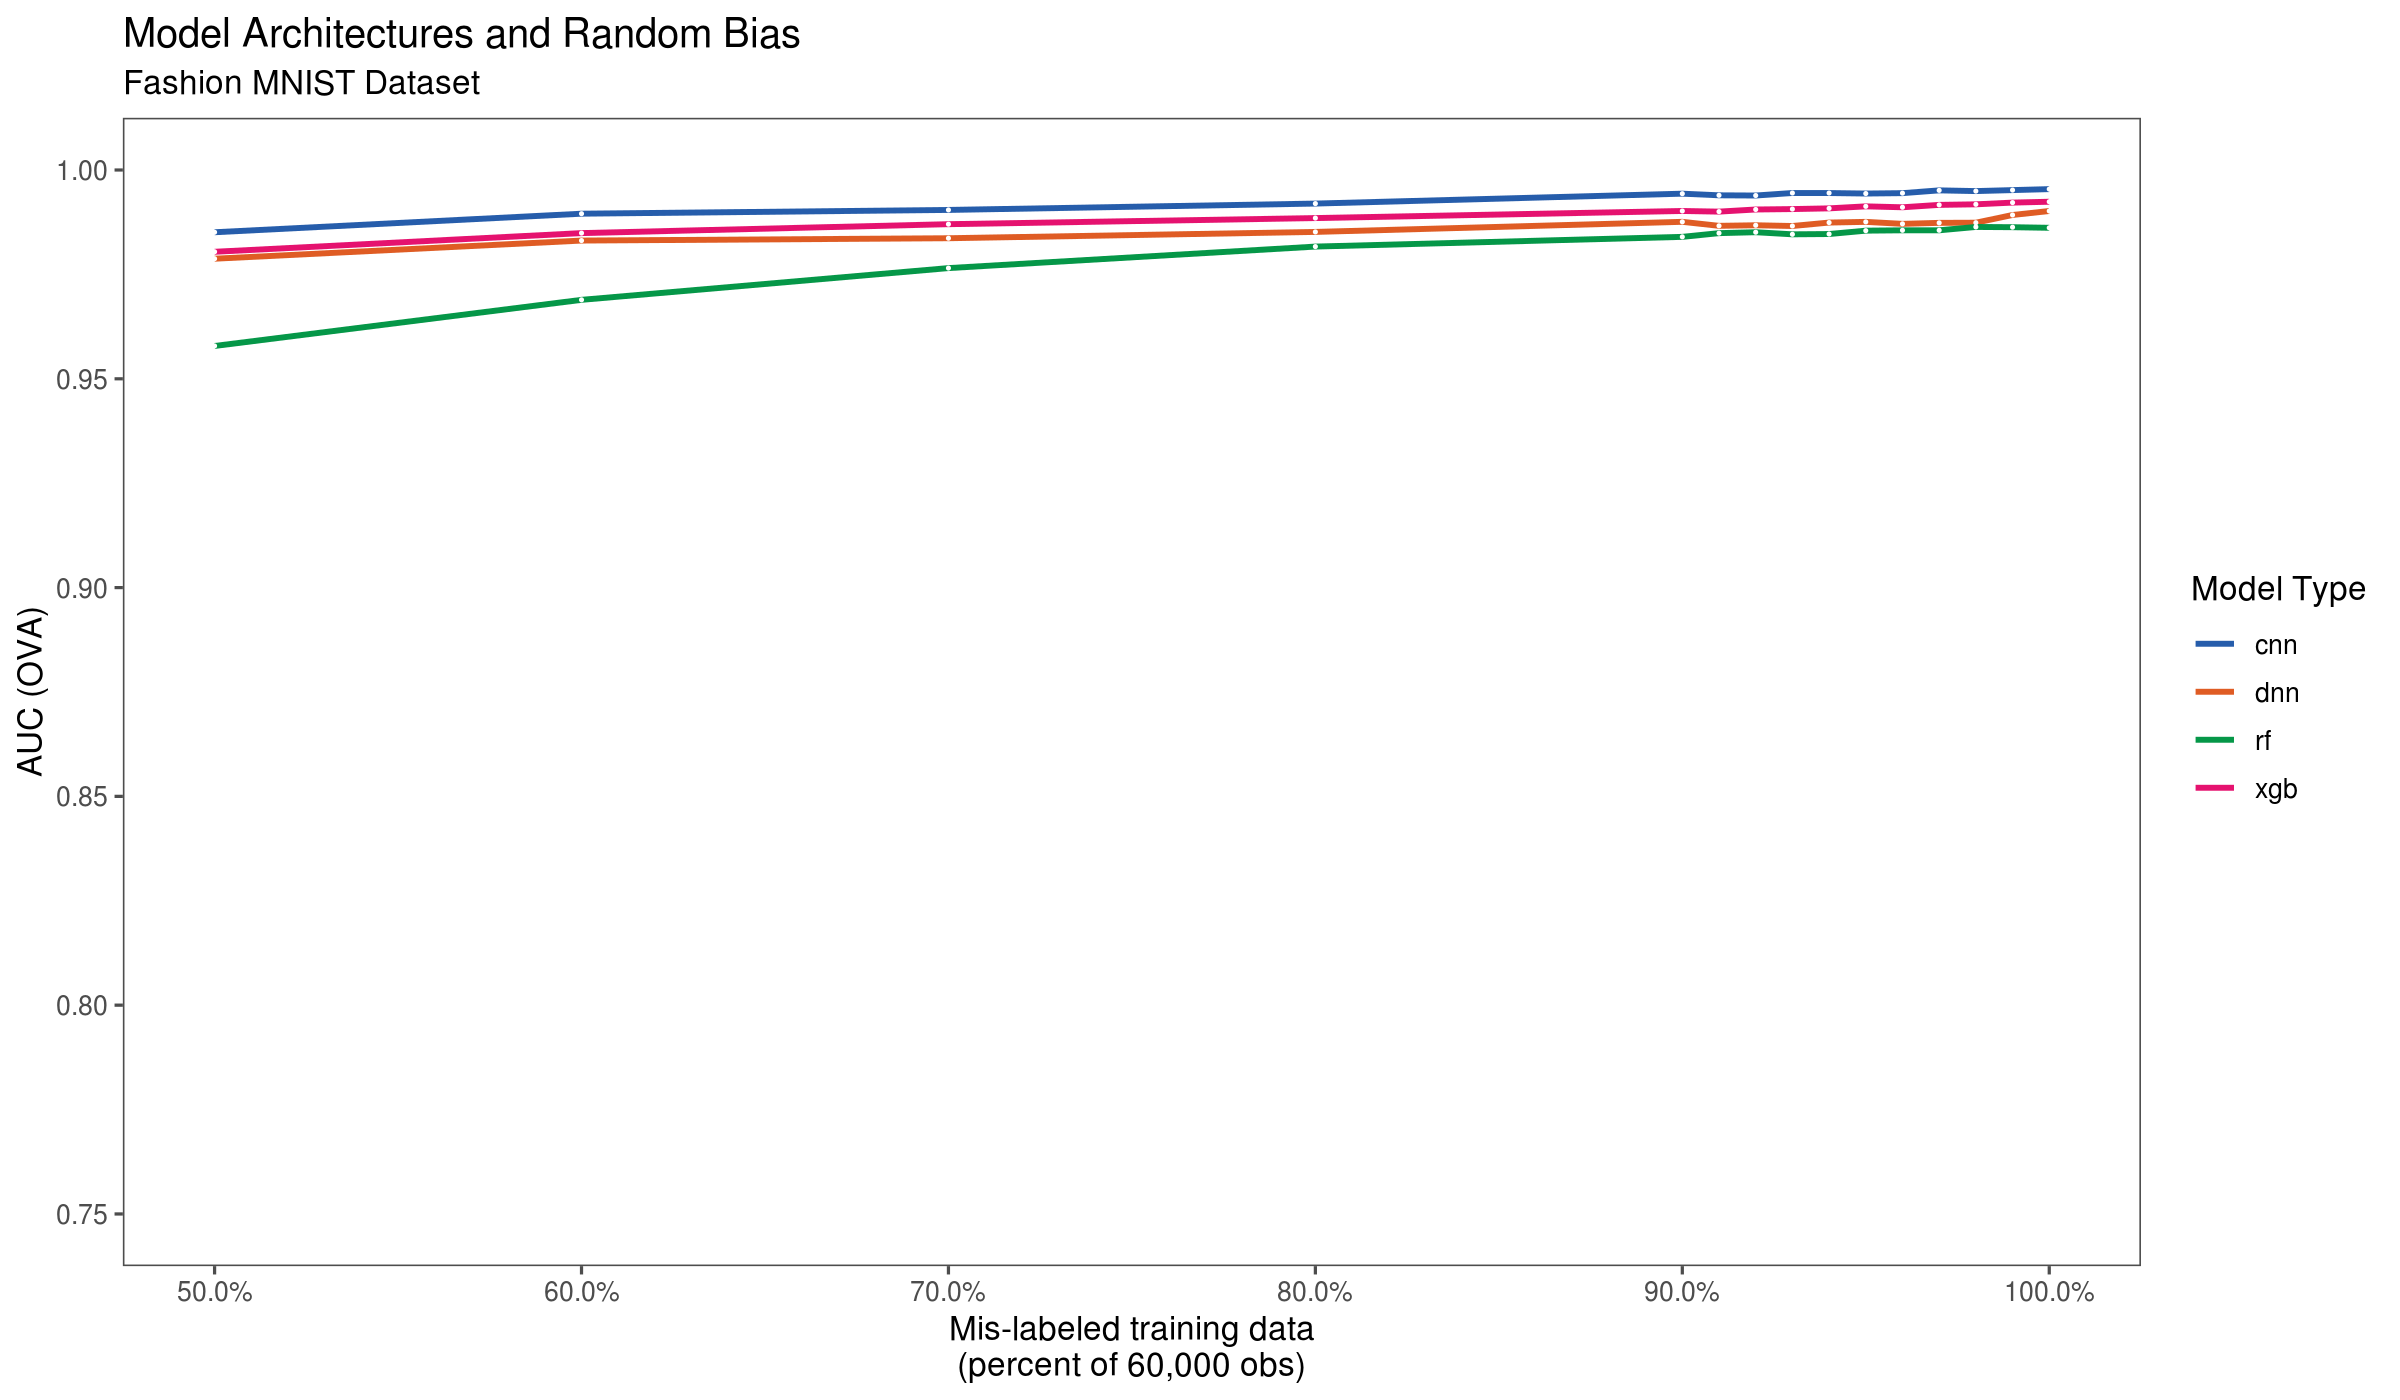 Model Architectures and Random Bias
Fashion MNIST Dataset
1.00
0.95
0.90
0.85
0.80
0.75
AUC (OVA)
50.0%
60.0%
70.0%
80.0%
90.0%
100.0%
Mis-labeled training data
(percent of 60,000 obs)
Model Type
cnn
dnn
rf
xgb